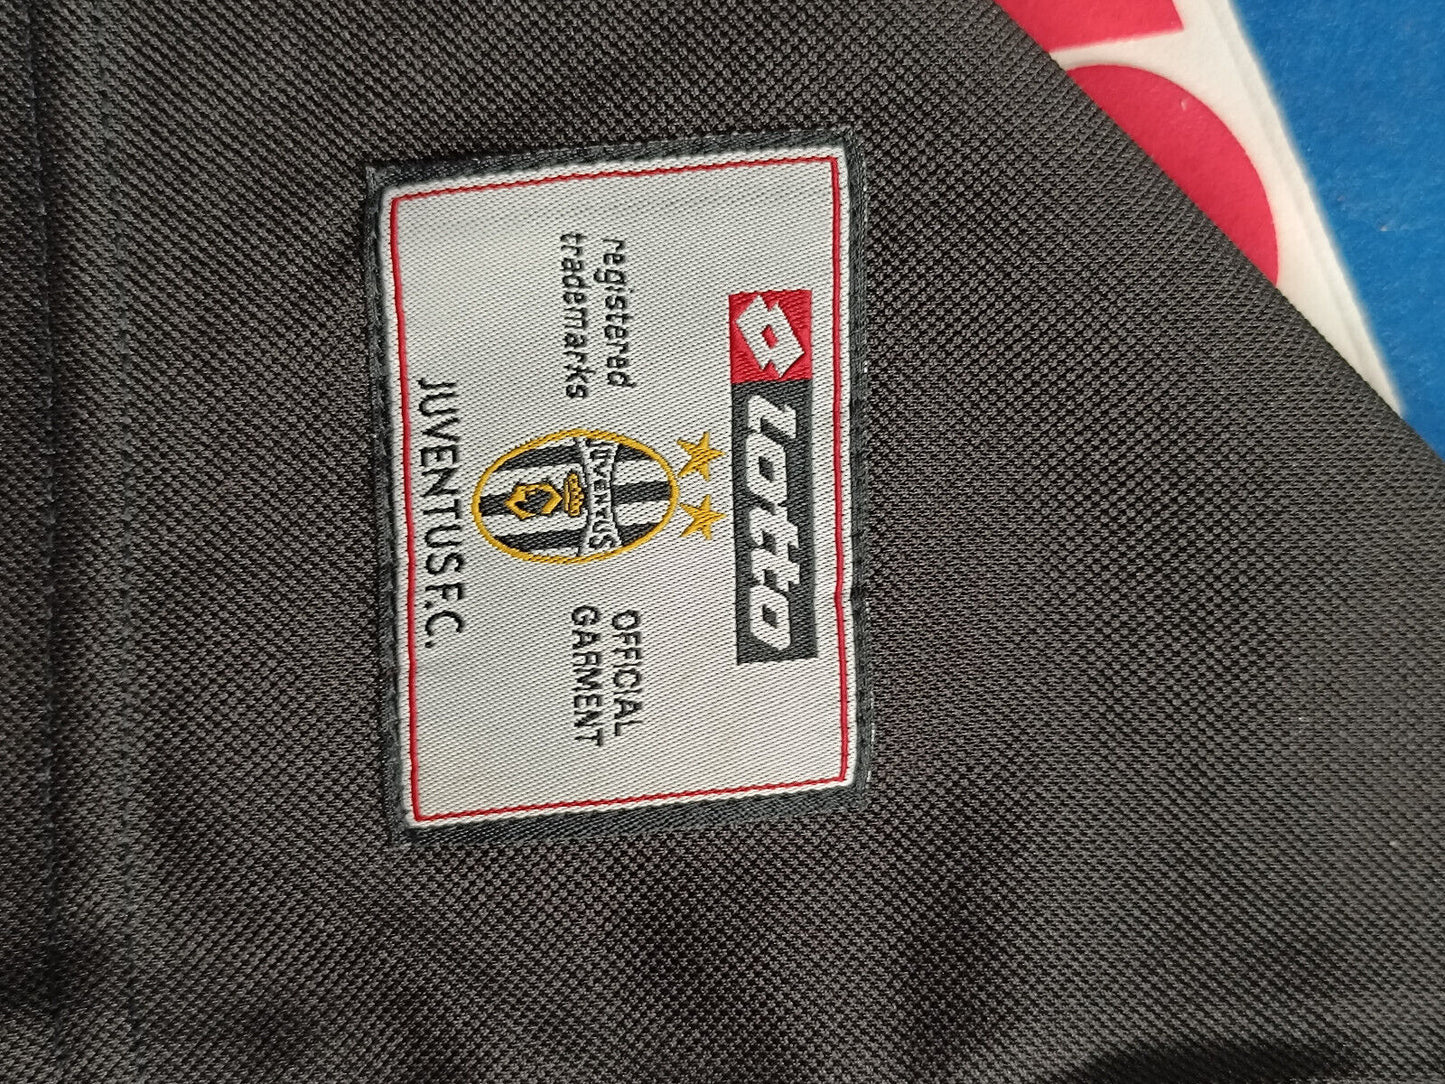 lotto
registered
trademarks
OFFICIAL
GARMENT
JUVENTUS
JUVENTUS F.C.